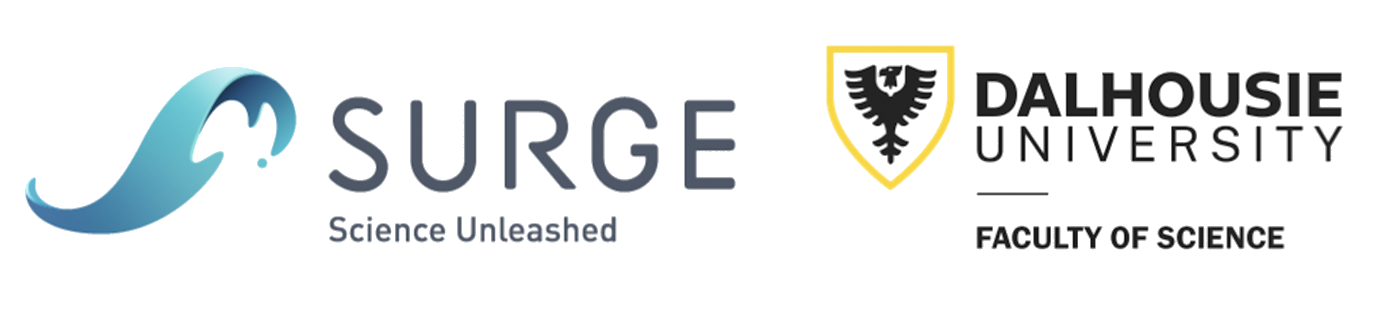 SURGE
Science Unleashed
DALHOUSIE
UNIVERSITY
FACULTY OF SCIENCE